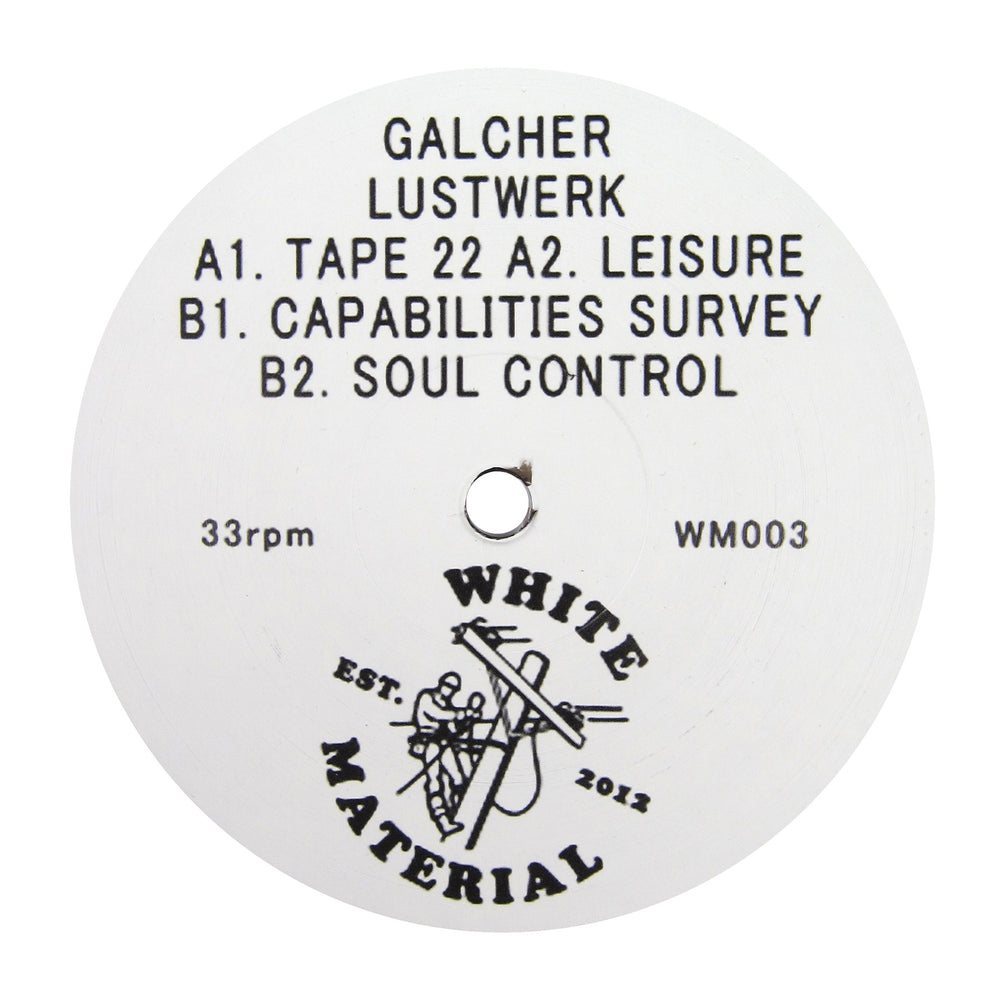 GALCHER
LUSTWERK
A1. TAPE 22 A2. LEISURE
B1. CAPABILITIES SURVEY
B2. SOUL CONTROL
33rpm
WM003
WHITE
EST.
2012
MATERIAL